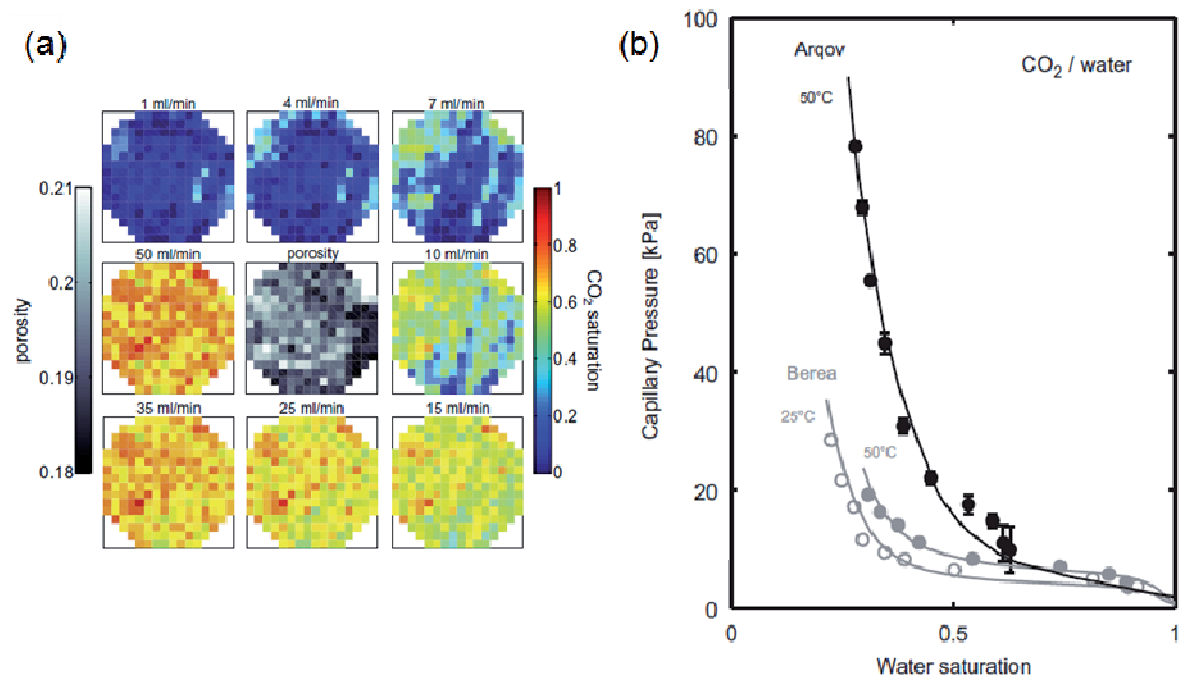 (a)
1 ml/min
4 ml/min
7 ml/min
0.21
0.2
0.19
0.18
porosity
50 ml/min
porosity
10 ml/min
35 ml/min
25 ml/min
15 ml/min
1
0.8
0.6
0.4
0.2
0
CO2 saturation
(b)
100
80
60
40
20
0
Capillary Pressure [kPa]
Arqov
50°C
CO2 / water
Berea
25°C
50°C
0
0.5
1
Water saturation